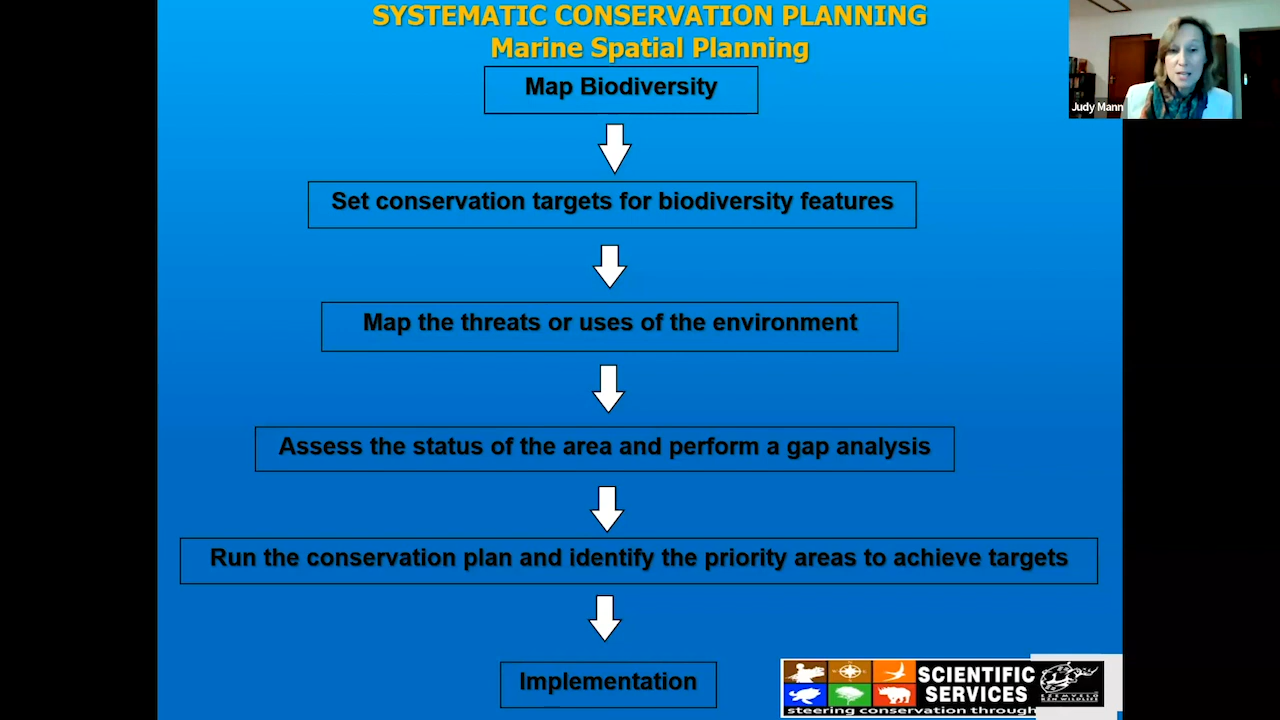 SYSTEMATIC CONSERVATION PLANNING
Marine Spatial Planning
Judy Mann
Map Biodiversity
Set conservation targets for biodiversity features
Map the threats or uses of the environment
Assess the status of the area and perform a gap analysis
Run the conservation plan and identify the priority areas to achieve targets
Implementation
SCIENTIFIC
SERVICES
steering conservation through